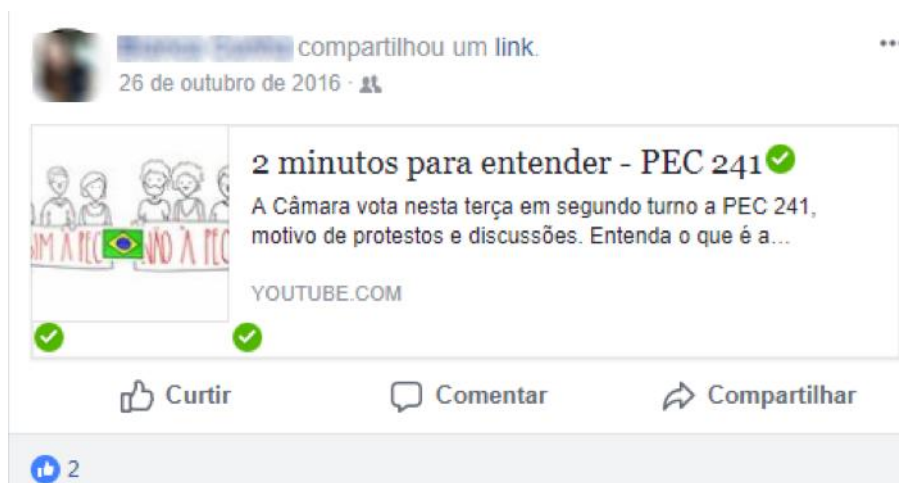 compartilhou um link.
26 de outubro de 2016
2 minutos para entender - PEC 241
A Câmara vota nesta terça em segundo turno a PEC 241,
motivo de protestos e discussões. Entenda o que é a...
IM À PEC NÃO À PEC
YOUTUBE.COM
Curtir Comentar Compartilhar
2